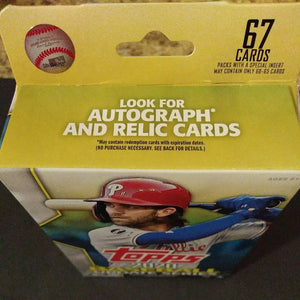 67
CARDS
PACKS WITH A SPECIAL INSERT
MAY CONTAIN ONLY 60-65 CARDS
LOOK FOR
AUTOGRAPH*
AND RELIC CARDS
*May contain redemption cards with expiration dates.
(NO PURCHASE NECESSARY. SEE BACK FOR DETAILS.)
P
Topps
2020